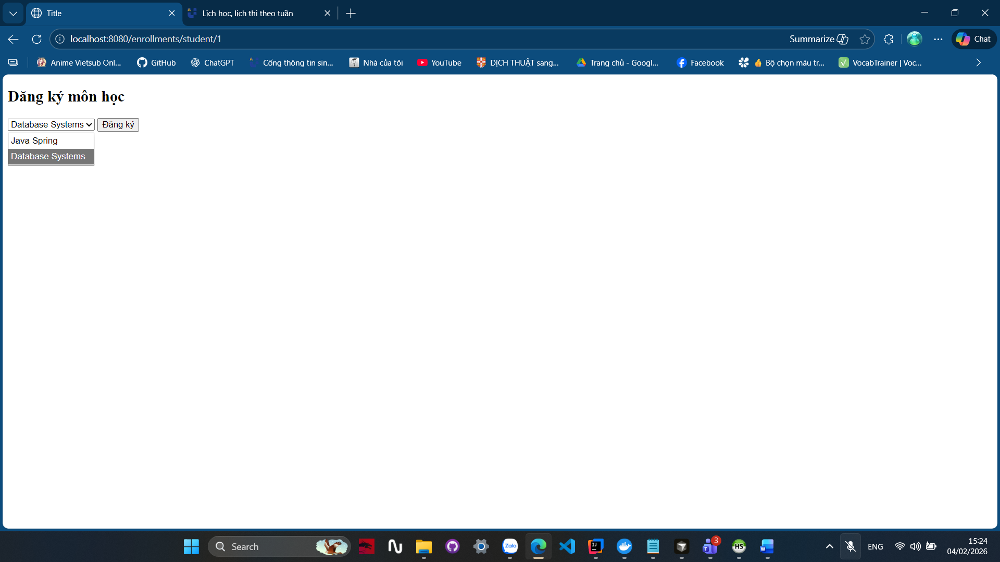 Title
Lịch học, lịch thi theo tuần
localhost:8080/enrollments/student/1
Summarize
Chat
Anime Vietsub Onl...
GitHub
ChatGPT
Cổng thông tin sin...
Nhà của tôi
YouTube
DỊCH THUẬT sang...
Trang chủ - Googl...
Facebook
👍 Bộ chọn màu tr...
VocabTrainer | Voc...
Đăng ký môn học
Database Systems
Đăng ký
Java Spring
Database Systems
Search
Zalo
IJ
T
3
HS
W
ENG
15:24
04/02/2026